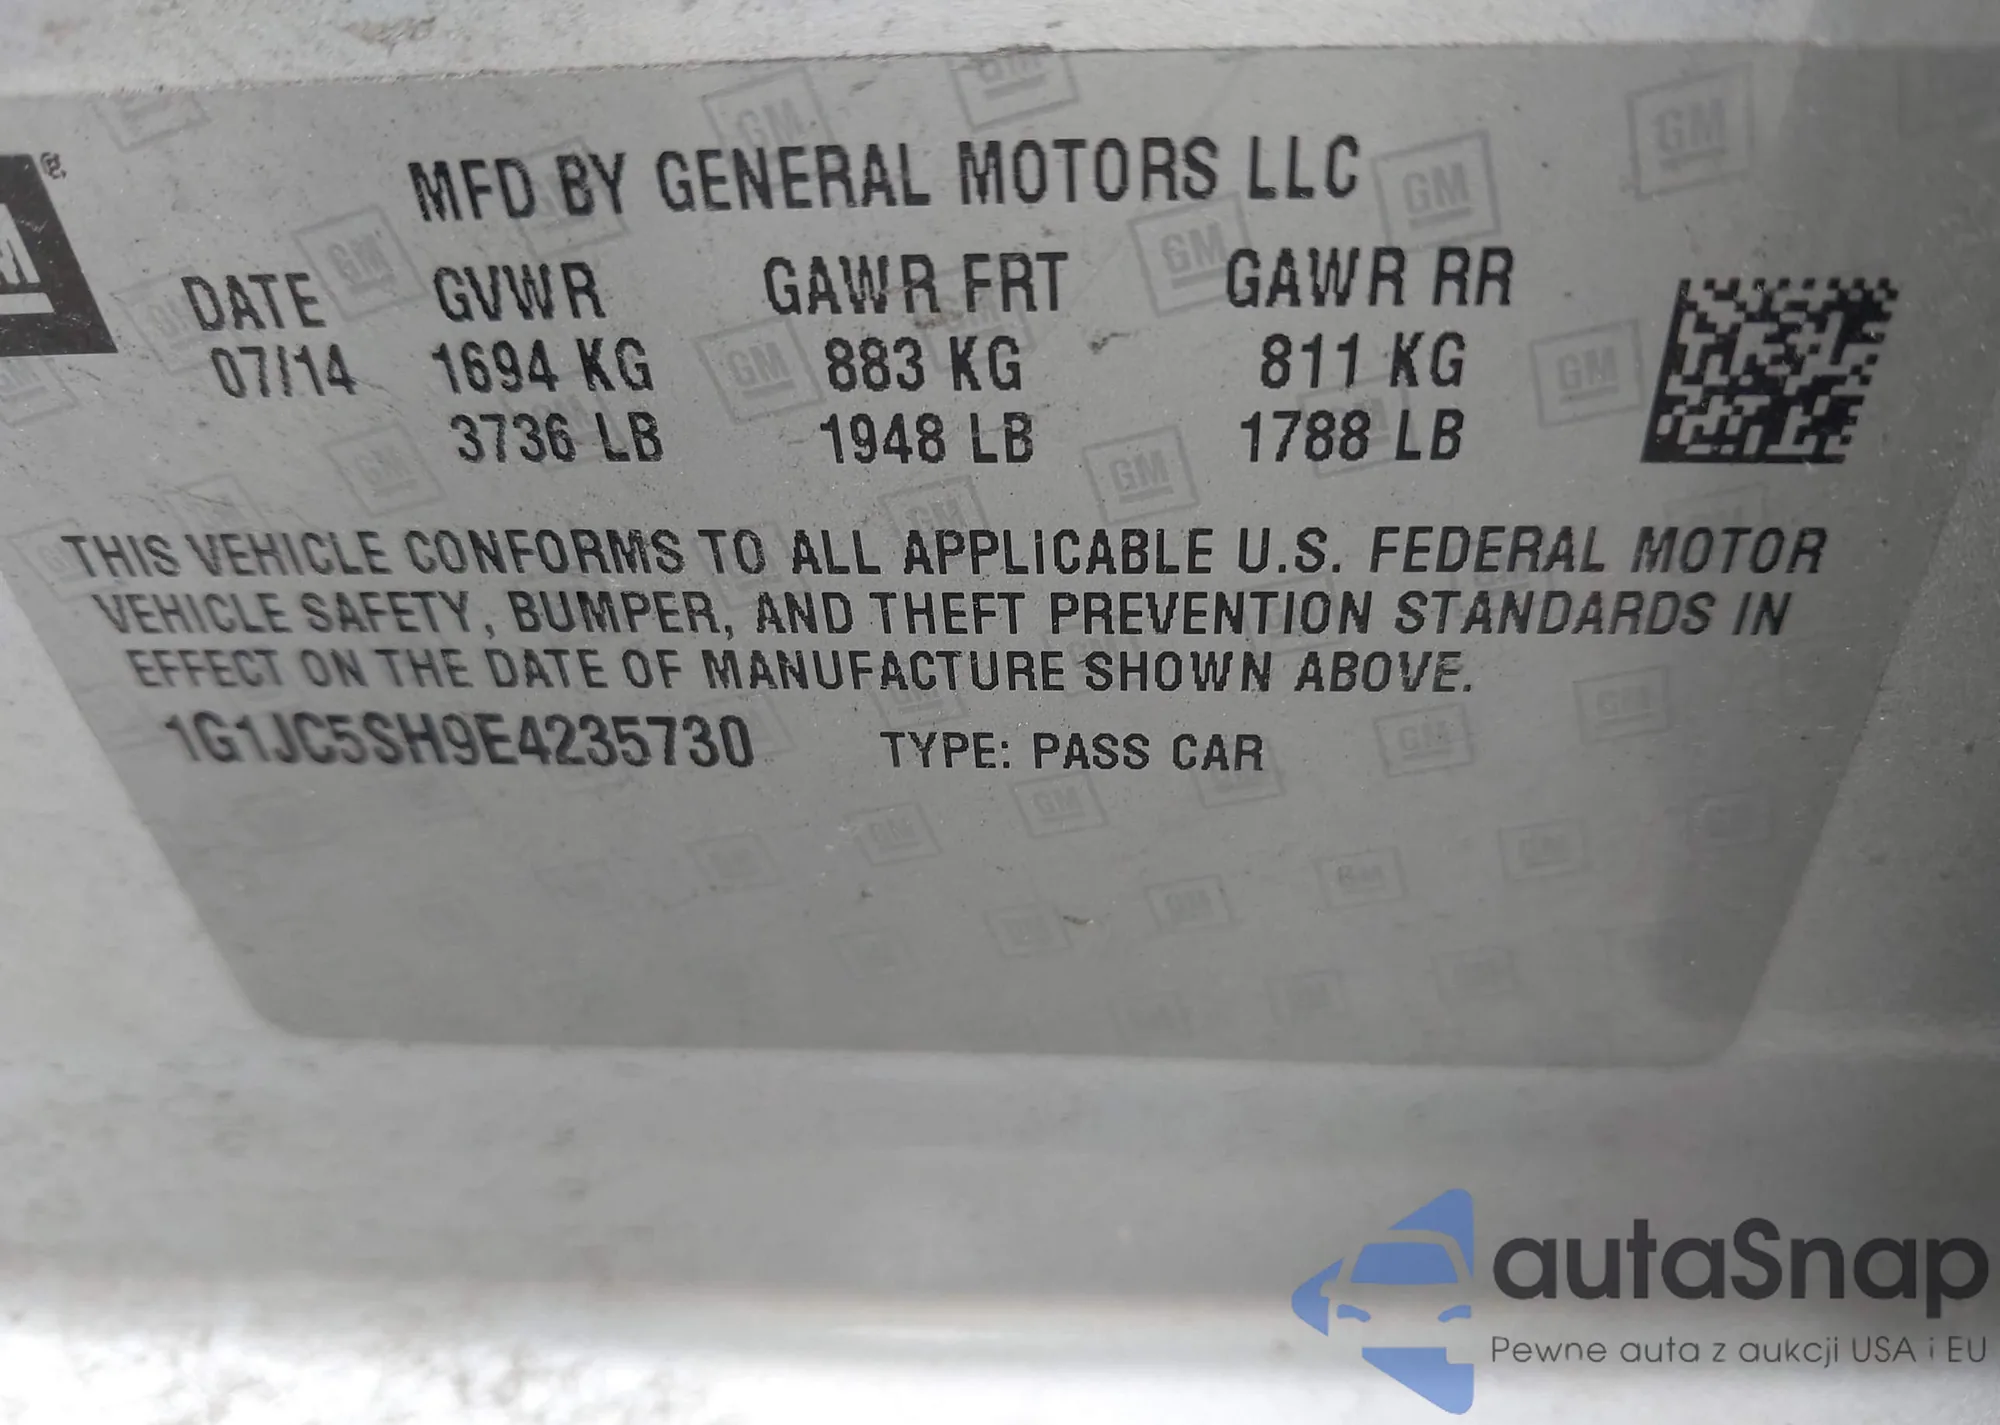 MFD BY GENERAL MOTORS LLC
DATE GVWR GAWR FRT GAWR RR
07/14 1694 KG 883 KG 811 KG
3736 LB 1948 LB 1788 LB
THIS VEHICLE CONFORMS TO ALL APPLICABLE U.S. FEDERAL MOTOR
VEHICLE SAFETY, BUMPER, AND THEFT PREVENTION STANDARDS IN
EFFECT ON THE DATE OF MANUFACTURE SHOWN ABOVE.
1G1JC5SH9E4235730 TYPE: PASS CAR
autaSnap
Pewne auta z aukcji USA i EU